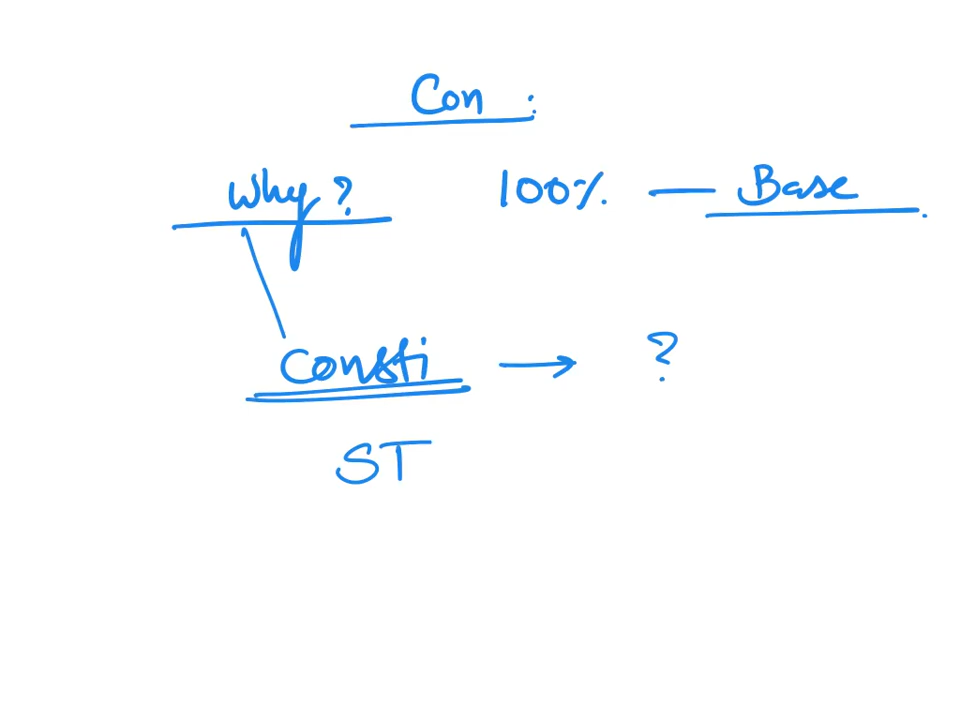 Con :
Why? 100% — Base
Consti → ?
ST